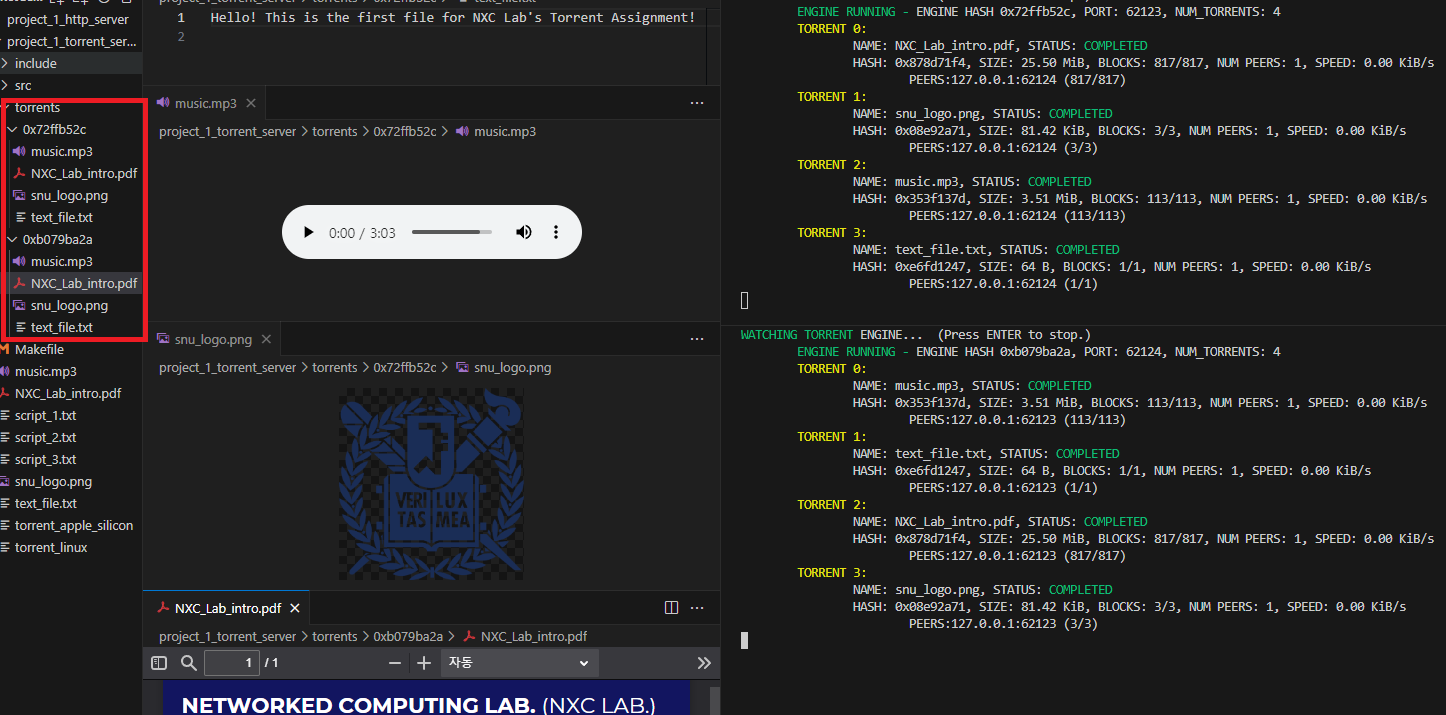 project_1_http_server
project_1_torrent_ser...
include
src
torrents
0x72ffb52c
music.mp3
NXC_Lab_intro.pdf
snu_logo.png
text_file.txt
0xb079ba2a
music.mp3
NXC_Lab_intro.pdf
snu_logo.png
text_file.txt
Makefile
music.mp3
NXC_Lab_intro.pdf
script_1.txt
script_2.txt
script_3.txt
snu_logo.png
text_file.txt
torrent_apple_silicon
torrent_linux
1 Hello! This is the first file for NXC Lab's Torrent Assignment!
2
music.mp3
project_1_torrent_server > torrents > 0x72ffb52c > music.mp3
0:00 / 3:03
snu_logo.png
project_1_torrent_server > torrents > 0x72ffb52c > snu_logo.png
VERI LUX
TAS MEA
NXC_Lab_intro.pdf
project_1_torrent_server > torrents > 0xb079ba2a > NXC_Lab_intro.pdf
1 / 1
자동
NETWORKED COMPUTING LAB. (NXC LAB.)
ENGINE RUNNING - ENGINE HASH 0x72ffb52c, PORT: 62123, NUM_TORRENTS: 4
TORRENT 0:
NAME: NXC_Lab_intro.pdf, STATUS: COMPLETED
HASH: 0x878d71f4, SIZE: 25.50 MiB, BLOCKS: 817/817, NUM PEERS: 1, SPEED: 0.00 KiB/s
PEERS:127.0.0.1:62124 (817/817)
TORRENT 1:
NAME: snu_logo.png, STATUS: COMPLETED
HASH: 0x08e92a71, SIZE: 81.42 KiB, BLOCKS: 3/3, NUM PEERS: 1, SPEED: 0.00 KiB/s
PEERS:127.0.0.1:62124 (3/3)
TORRENT 2:
NAME: music.mp3, STATUS: COMPLETED
HASH: 0x353f137d, SIZE: 3.51 MiB, BLOCKS: 113/113, NUM PEERS: 1, SPEED: 0.00 KiB/s
PEERS:127.0.0.1:62124 (113/113)
TORRENT 3:
NAME: text_file.txt, STATUS: COMPLETED
HASH: 0xe6fd1247, SIZE: 64 B, BLOCKS: 1/1, NUM PEERS: 1, SPEED: 0.00 KiB/s
PEERS:127.0.0.1:62124 (1/1)
WATCHING TORRENT ENGINE... (Press ENTER to stop.)
ENGINE RUNNING - ENGINE HASH 0xb079ba2a, PORT: 62124, NUM_TORRENTS: 4
TORRENT 0:
NAME: music.mp3, STATUS: COMPLETED
HASH: 0x353f137d, SIZE: 3.51 MiB, BLOCKS: 113/113, NUM PEERS: 1, SPEED: 0.00 KiB/s
PEERS:127.0.0.1:62123 (113/113)
TORRENT 1:
NAME: text_file.txt, STATUS: COMPLETED
HASH: 0xe6fd1247, SIZE: 64 B, BLOCKS: 1/1, NUM PEERS: 1, SPEED: 0.00 KiB/s
PEERS:127.0.0.1:62123 (1/1)
TORRENT 2:
NAME: NXC_Lab_intro.pdf, STATUS: COMPLETED
HASH: 0x878d71f4, SIZE: 25.50 MiB, BLOCKS: 817/817, NUM PEERS: 1, SPEED: 0.00 KiB/s
PEERS:127.0.0.1:62123 (817/817)
TORRENT 3:
NAME: snu_logo.png, STATUS: COMPLETED
HASH: 0x08e92a71, SIZE: 81.42 KiB, BLOCKS: 3/3, NUM PEERS: 1, SPEED: 0.00 KiB/s
PEERS:127.0.0.1:62123 (3/3)